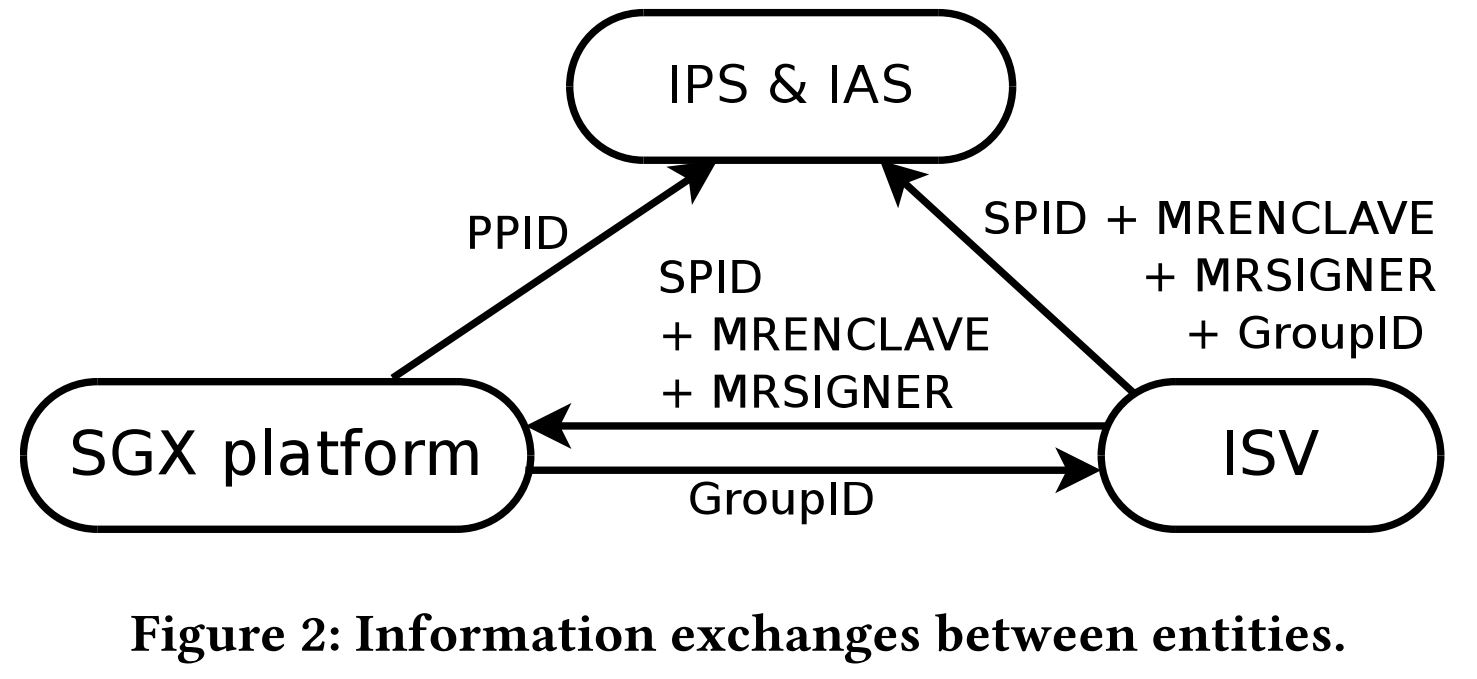 IPS & IAS
PPID
SPID + MRENCLAVE
+ MRSIGNER
+ GroupID
SPID
+ MRENCLAVE
+ MRSIGNER
SGX platform
ISV
GroupID
Figure 2: Information exchanges between entities.